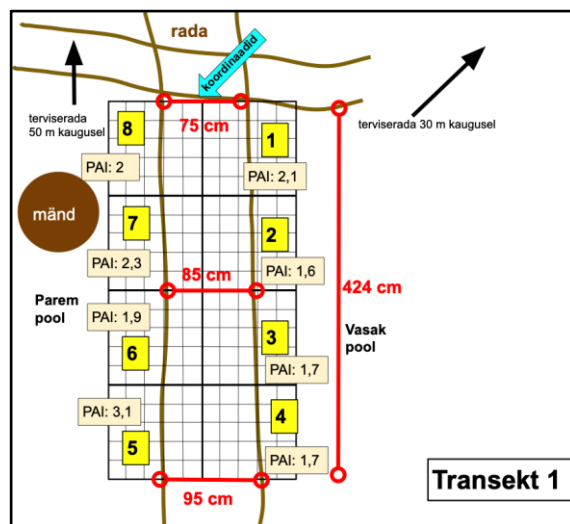 rada
koordinaadid
terviserada
50 m kaugusel
terviserada 30 m kaugusel
75 cm
8
1
PAI: 2
PAI: 2,1
mänd
7
2
PAI: 2,3
PAI: 1,6
85 cm
424 cm
Parem
pool
PAI: 1,9
Vasak
pool
6
3
PAI: 1,7
PAI: 3,1
4
5
PAI: 1,7
95 cm
Transekt 1